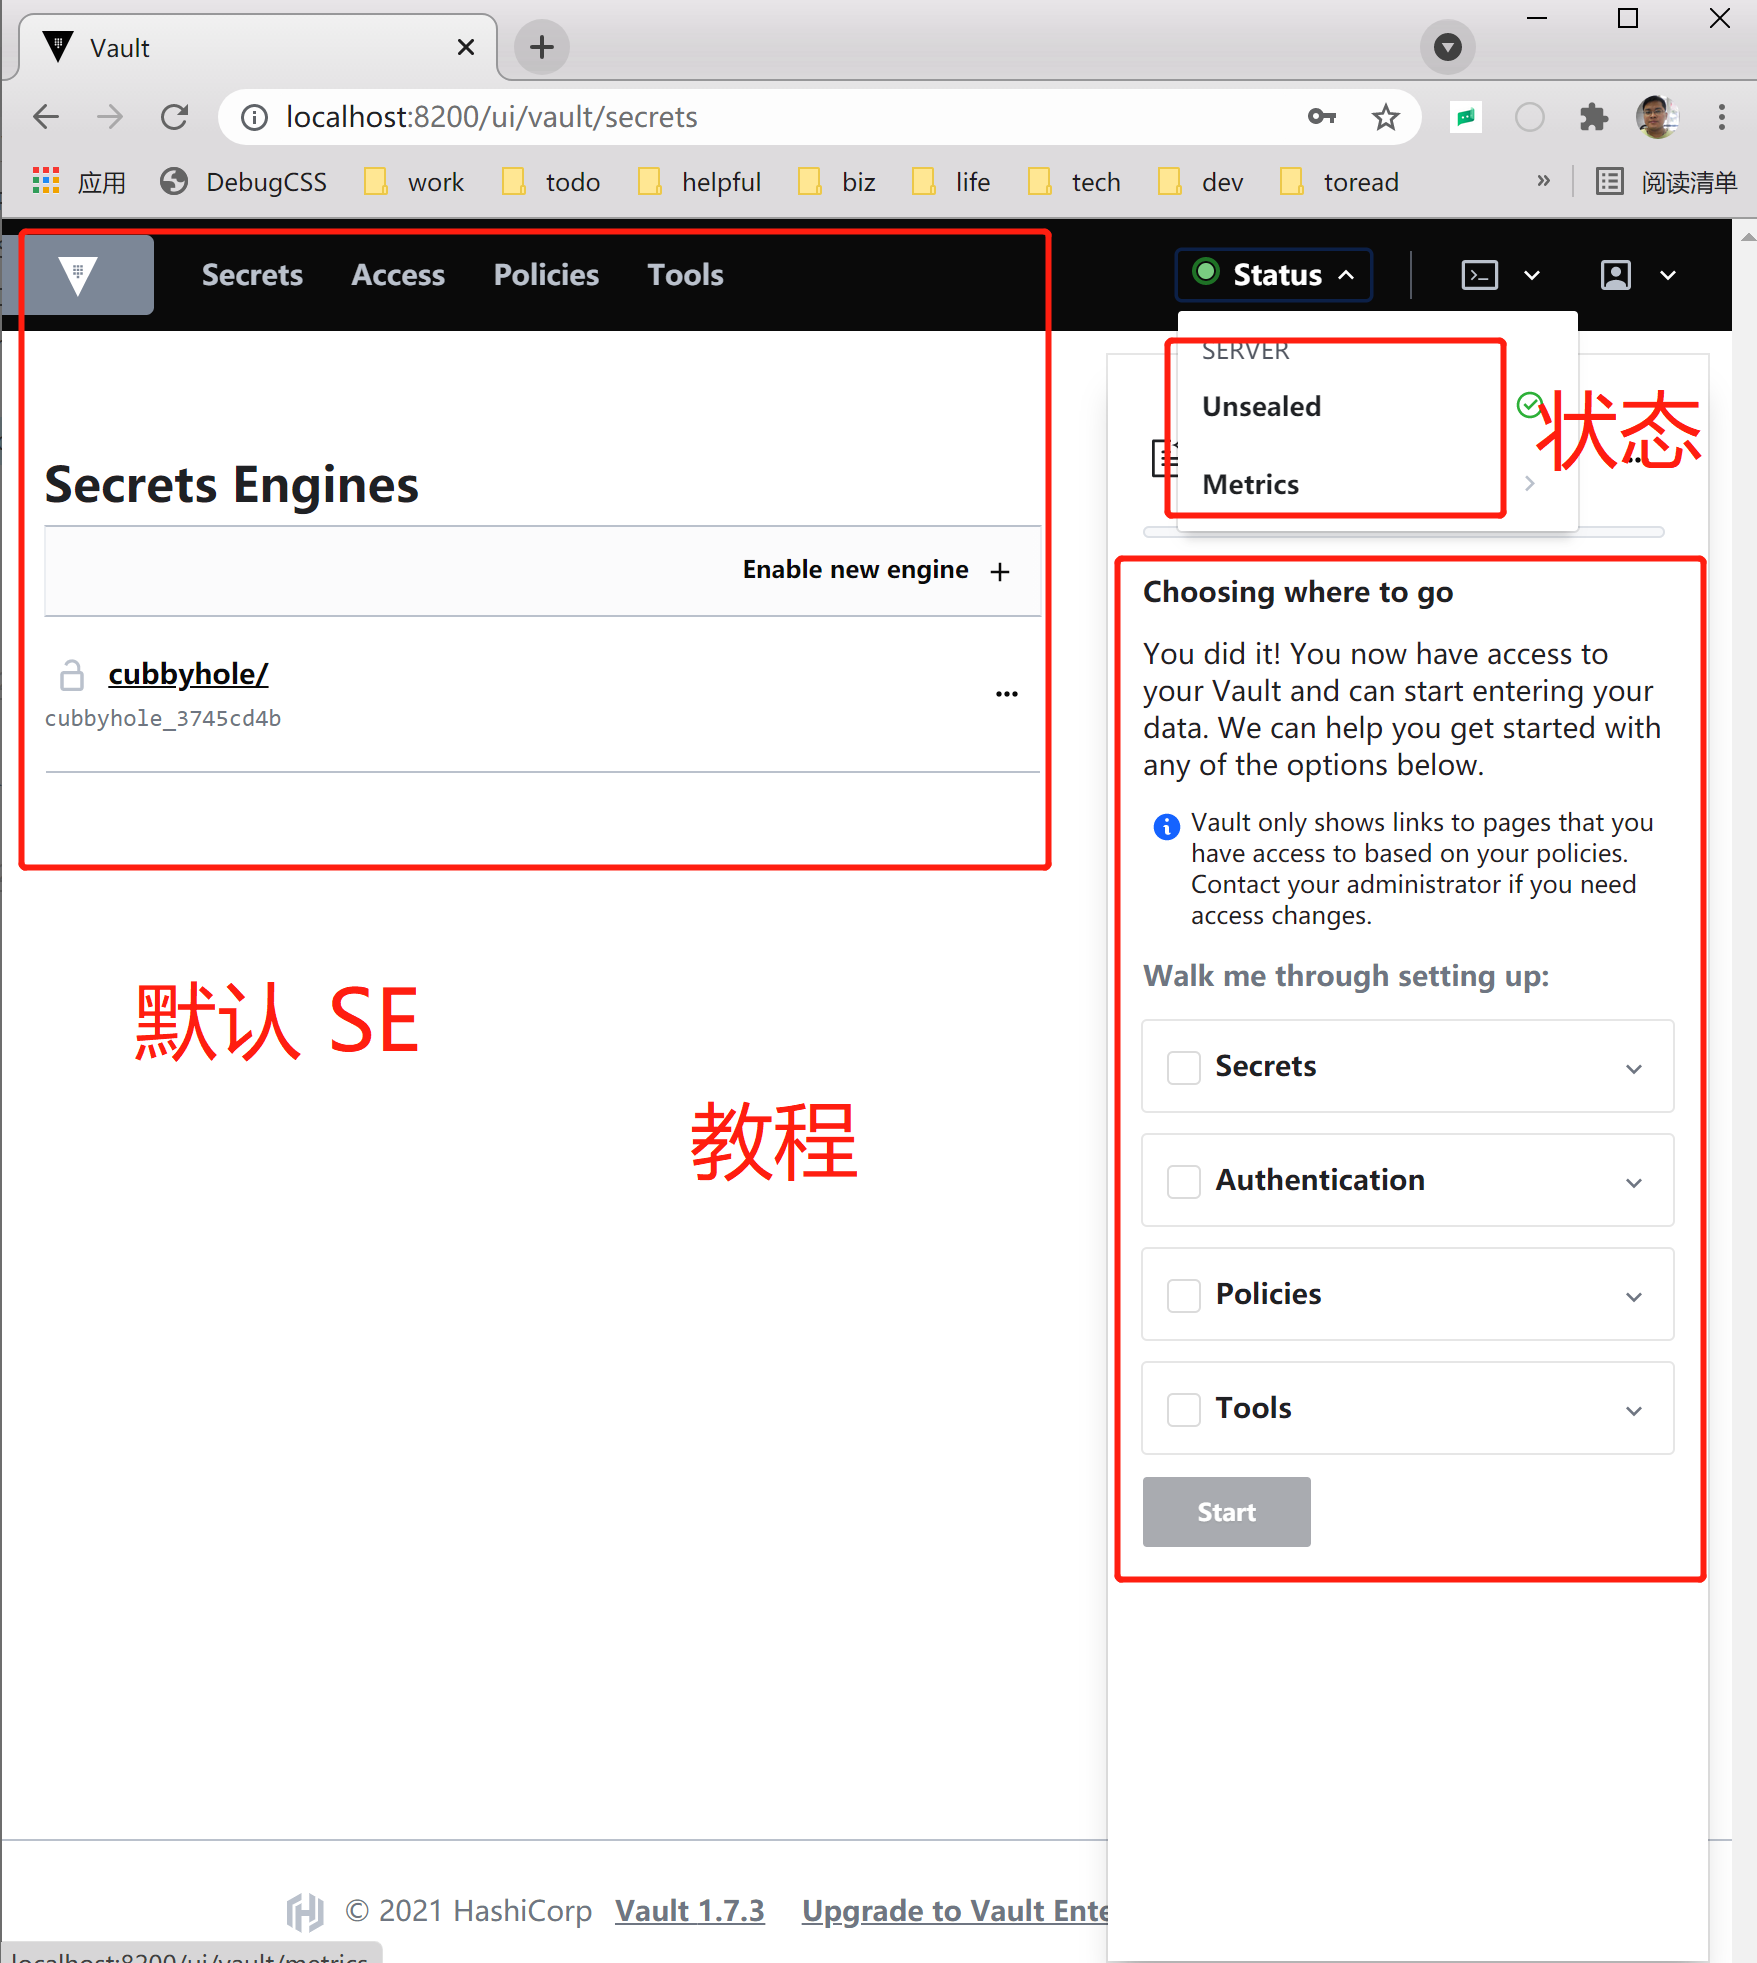 Vault
localhost:8200/ui/vault/secrets
应用 DebugCSS work todo helpful biz life tech dev toread » 阅读清单
Secrets Access Policies Tools Status
SERVER
Unsealed
Metrics
状态
Secrets Engines
Enable new engine +
cubbyhole/
cubbyhole_3745cd4b
默认 SE
教程
Choosing where to go
You did it! You now have access to
your Vault and can start entering your
data. We can help you get started with
any of the options below.
Vault only shows links to pages that you
have access to based on your policies.
Contact your administrator if you need
access changes.
Walk me through setting up:
Secrets
Authentication
Policies
Tools
Start
© 2021 HashiCorp Vault 1.7.3 Upgrade to Vault Ente
localhost:8200/ui/vault/metrics